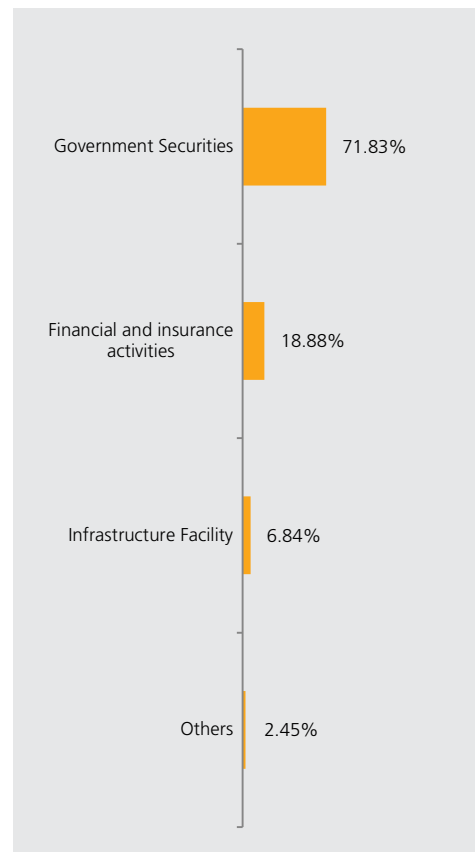 Government Securities 71.83%
Financial and insurance
activities 18.88%
Infrastructure Facility 6.84%
Others 2.45%